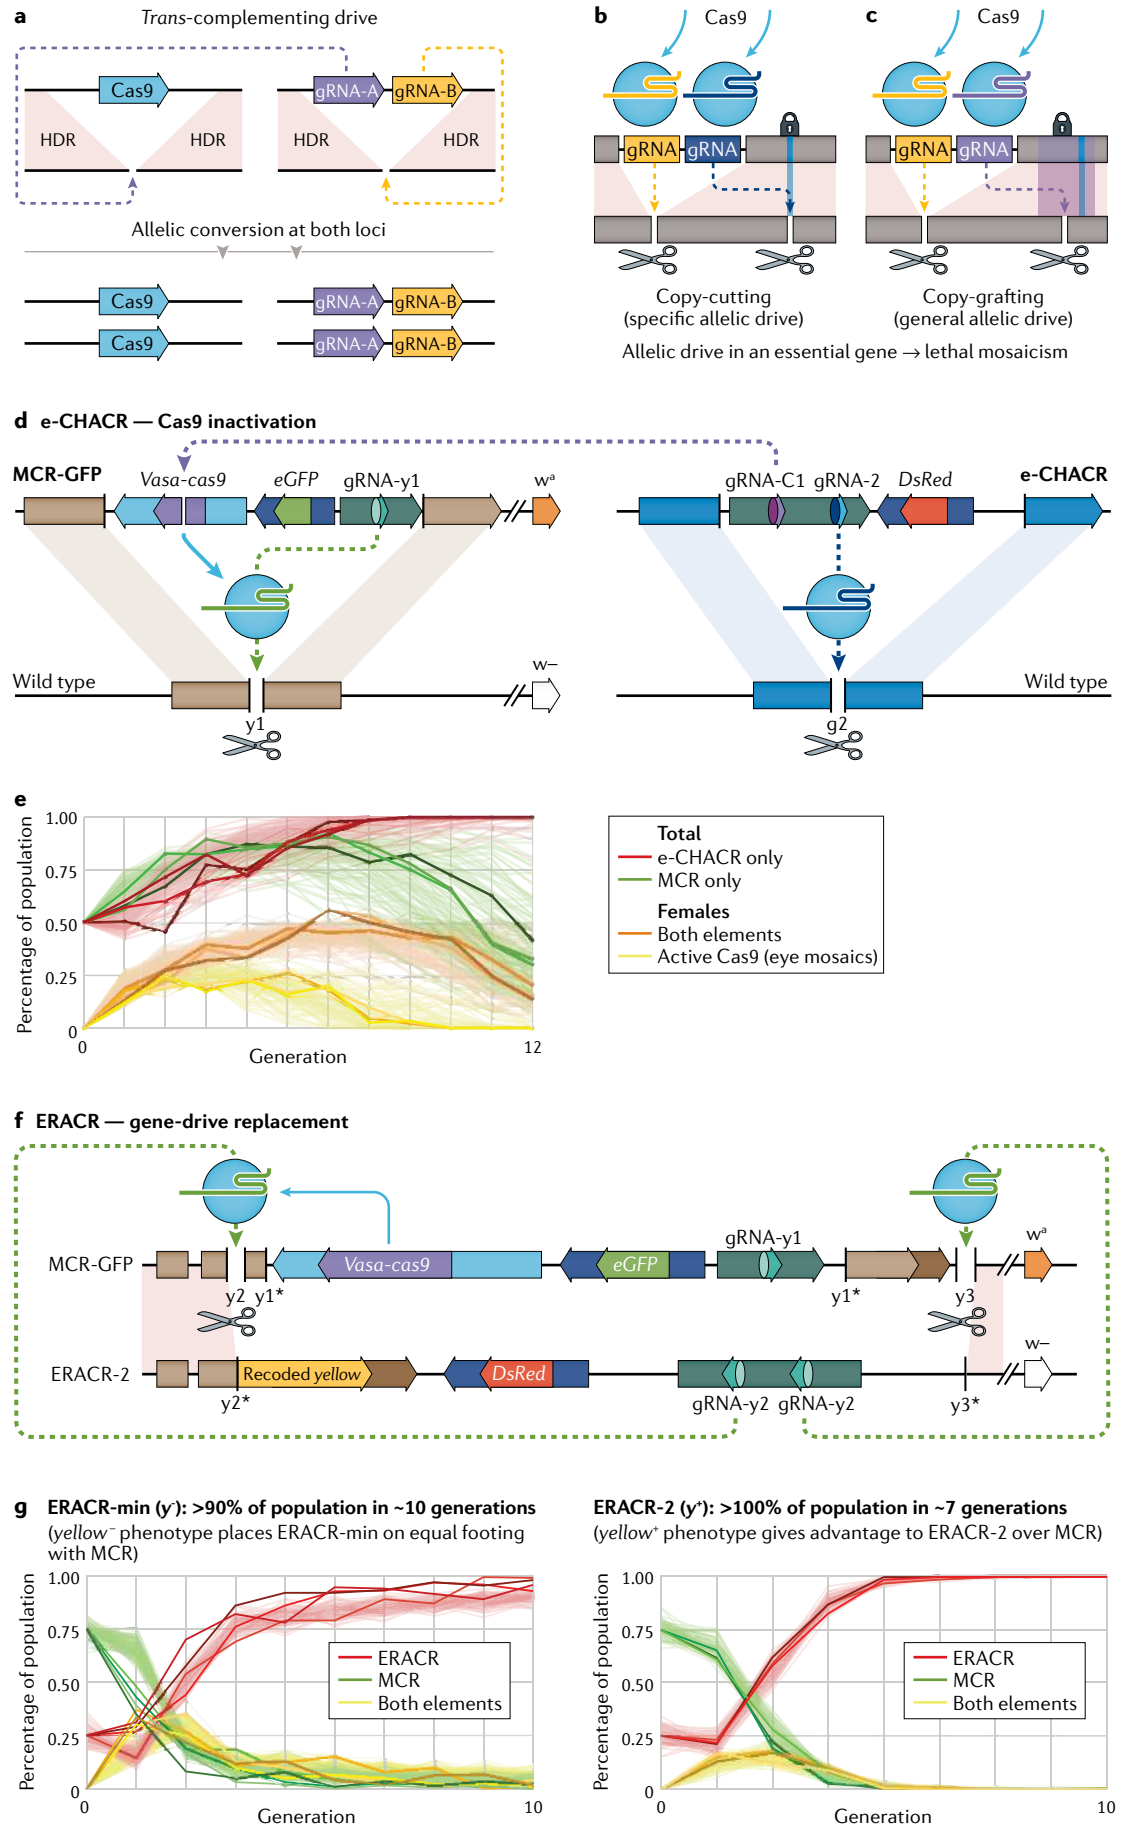 a
Trans-complementing drive
Cas9
gRNA-A
gRNA-B
HDR
HDR
HDR
HDR
Allelic conversion at both loci
Cas9
gRNA-A
gRNA-B
Cas9
gRNA-A
gRNA-B
b
Cas9
gRNA
gRNA
Copy-cutting
(specific allelic drive)
c
Cas9
gRNA
gRNA
Copy-grafting
(general allelic drive)
Allelic drive in an essential gene → lethal mosaicism
d e-CHACR — Cas9 inactivation
MCR-GFP
Vasa-cas9
eGFP
gRNA-y1
wᵃ
gRNA-C1
gRNA-2
DsRed
e-CHACR
Wild type
y1
w–
g2
Wild type
e
Percentage of population
1.00
0.75
0.50
0.25
0
0
12
Generation
Total
e-CHACR only
MCR only
Females
Both elements
Active Cas9 (eye mosaics)
f ERACR — gene-drive replacement
MCR-GFP
y2
y1*
Vasa-cas9
eGFP
gRNA-y1
y1*
y3
wᵃ
ERACR-2
y2*
Recoded yellow
DsRed
gRNA-y2
gRNA-y2
y3*
w–
g ERACR-min (y⁻): >90% of population in ~10 generations
(yellow⁻ phenotype places ERACR-min on equal footing
with MCR)
Percentage of population
1.00
0.75
0.50
0.25
0
0
10
Generation
ERACR
MCR
Both elements
ERACR-2 (y⁺): >100% of population in ~7 generations
(yellow⁺ phenotype gives advantage to ERACR-2 over MCR)
Percentage of population
1.00
0.75
0.50
0.25
0
0
10
Generation
ERACR
MCR
Both elements